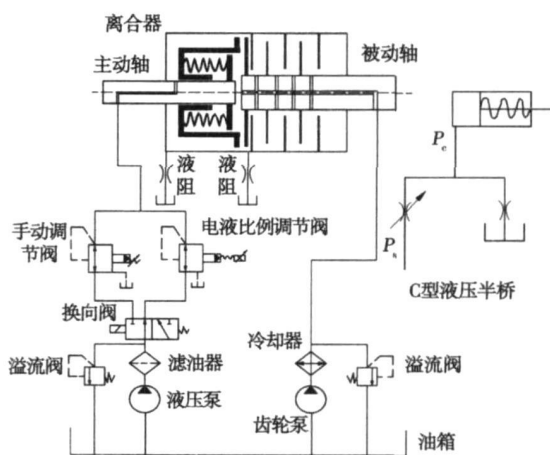 离合器
主动轴
被动轴
液阻
液阻
Pc
Ps
C型液压半桥
手动调节阀
电液比例调节阀
换向阀
溢流阀
滤油器
液压泵
冷却器
齿轮泵
溢流阀
油箱